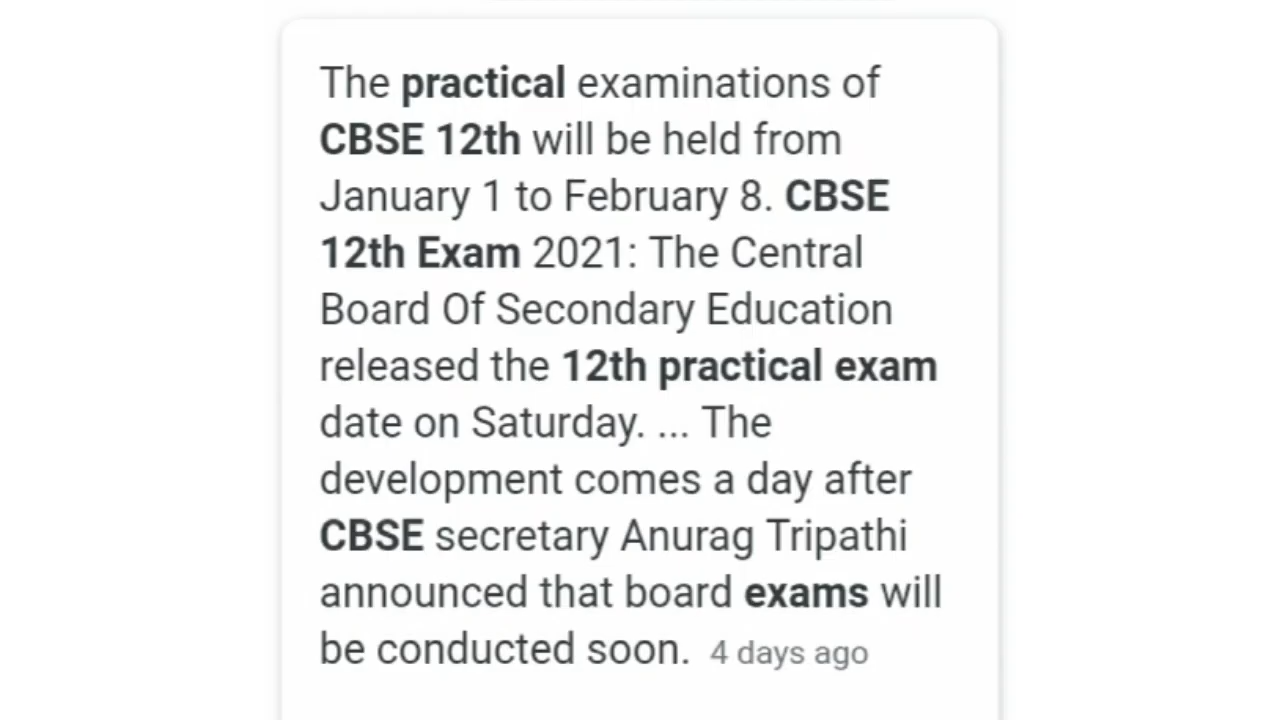 The practical examinations of
CBSE 12th will be held from
January 1 to February 8. CBSE
12th Exam 2021: The Central
Board Of Secondary Education
released the 12th practical exam
date on Saturday. ... The
development comes a day after
CBSE secretary Anurag Tripathi
announced that board exams will
be conducted soon. 4 days ago